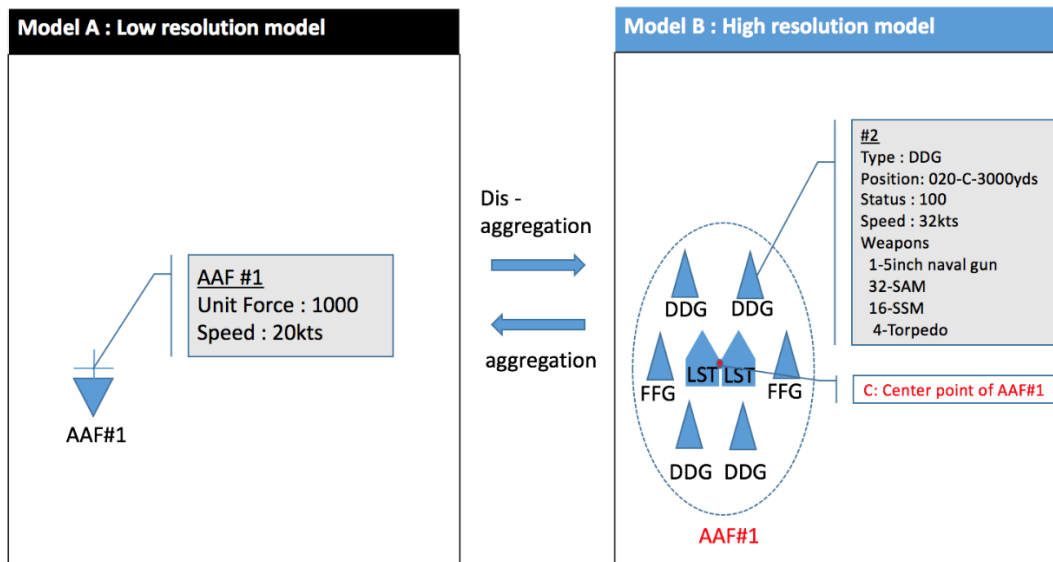 Model A : Low resolution model
AAF #1
Unit Force : 1000
Speed : 20kts
AAF#1
Dis -
aggregation
aggregation
Model B : High resolution model
#2
Type : DDG
Position: 020-C-3000yds
Status : 100
Speed : 32kts
Weapons
1-5inch naval gun
32-SAM
16-SSM
4-Torpedo
DDG DDG
LST LST
FFG FFG
C: Center point of AAF#1
DDG DDG
AAF#1